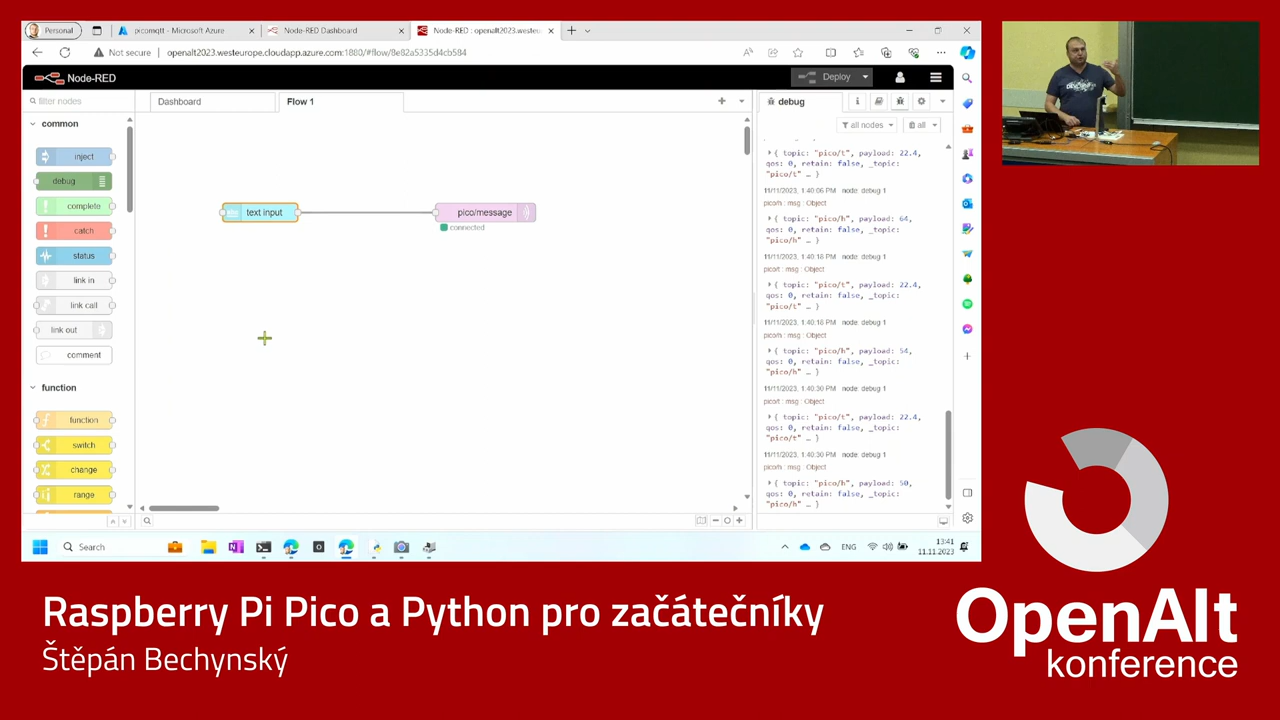 Personal
picomqtt - Microsoft Azure
Node-RED Dashboard
Node-RED : openalt2023.westeu
Not secure
openalt2023.westeurope.cloudapp.azure.com:1880/#flow/8e82a5335d4cb584
Node-RED
Deploy
filter nodes
Dashboard
Flow 1
debug
common
all nodes
all
inject
debug
complete
catch
status
link in
link call
link out
comment
function
function
switch
change
range
text input
pico/message
connected
{ topic: "pico/t", payload: 22.4,
qos: 0, retain: false, _topic:
"pico/t" … }
11/11/2023, 1:40:06 PM node: debug 1
pico/h : msg : Object
{ topic: "pico/h", payload: 64,
qos: 0, retain: false, _topic:
"pico/h" … }
11/11/2023, 1:40:18 PM node: debug 1
pico/t : msg : Object
{ topic: "pico/t", payload: 22.4,
qos: 0, retain: false, _topic:
"pico/t" … }
11/11/2023, 1:40:18 PM node: debug 1
pico/h : msg : Object
{ topic: "pico/h", payload: 54,
qos: 0, retain: false, _topic:
"pico/h" … }
11/11/2023, 1:40:30 PM node: debug 1
pico/t : msg : Object
{ topic: "pico/t", payload: 22.4,
qos: 0, retain: false, _topic:
"pico/t" … }
11/11/2023, 1:40:30 PM node: debug 1
pico/h : msg : Object
{ topic: "pico/h", payload: 50,
qos: 0, retain: false, _topic:
"pico/h" … }
Search
ENG
13:41
11.11.2023
Raspberry Pi Pico a Python pro začátečníky
Štěpán Bechynský
OpenAlt
konference